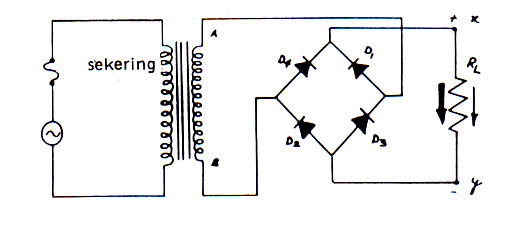 + x
A
sekering
D4
D1
RL
D2
D3
B
- y